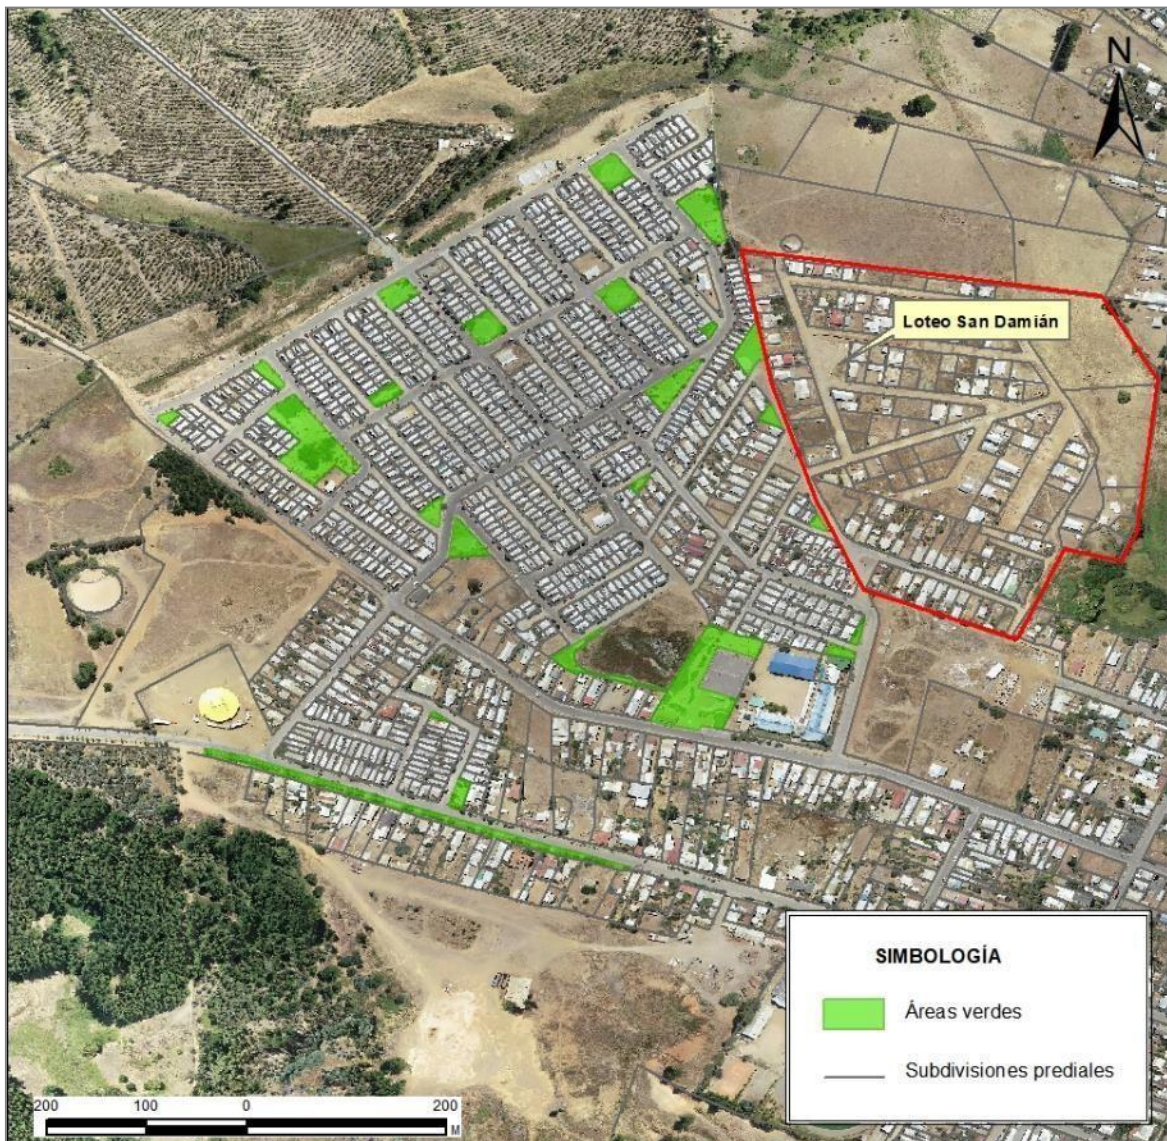 N
Loteo San Damián
SIMBOLOGÍA
Áreas verdes
Subdivisiones prediales
200 100 0 200
M